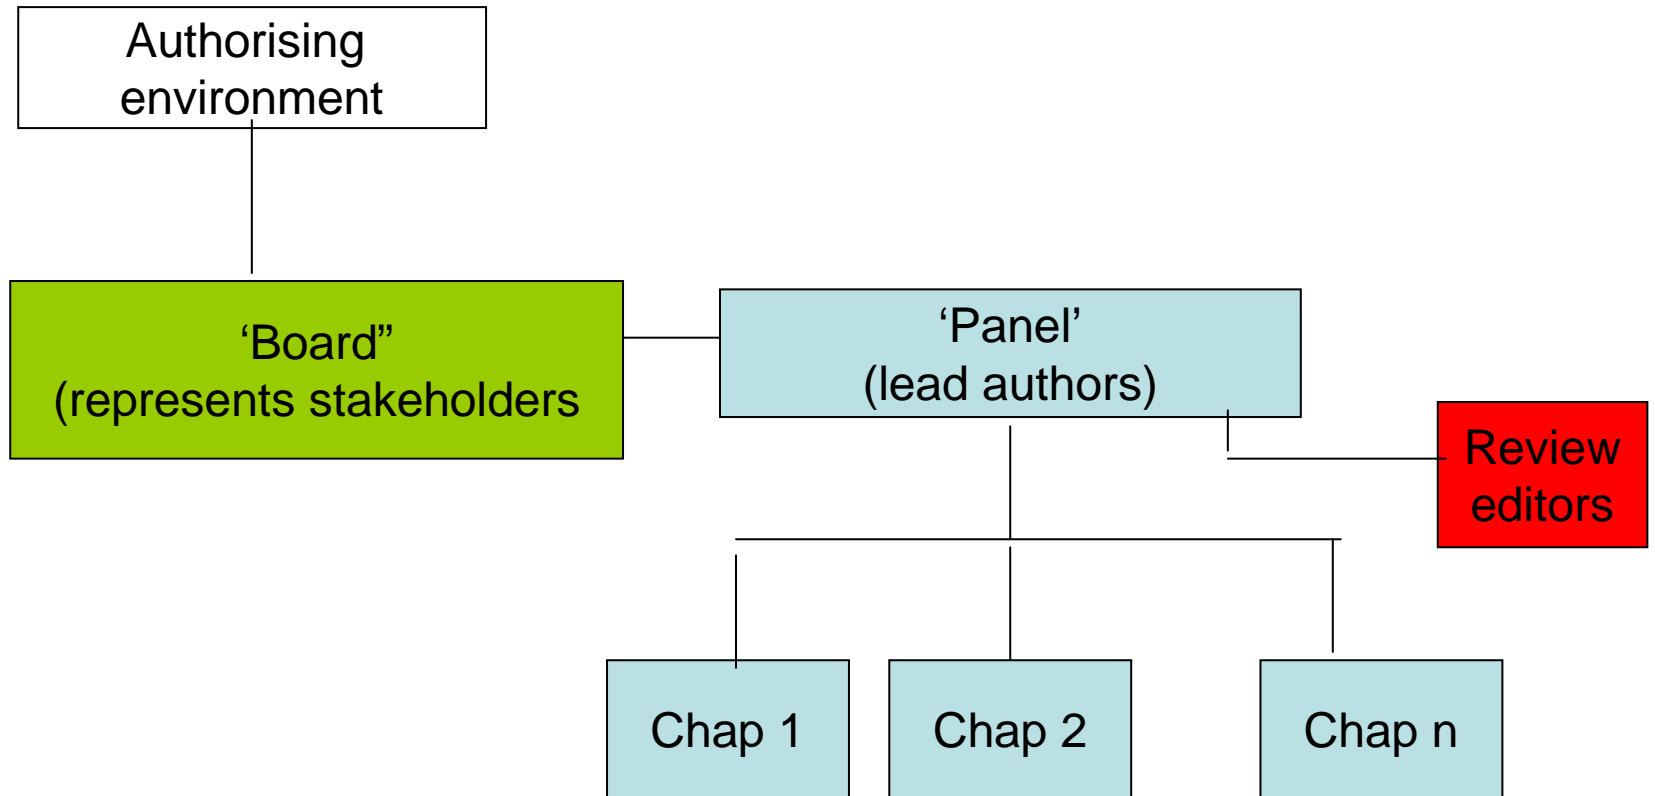 Authorising
environment
‘Board”
(represents stakeholders
‘Panel’
(lead authors)
Review
editors
Chap 1
Chap 2
Chap n